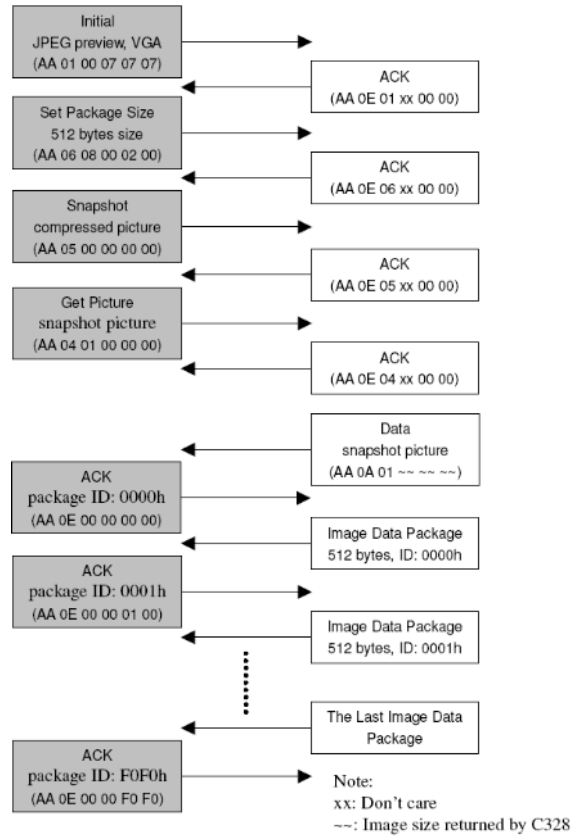 Initial
JPEG preview, VGA
(AA 01 00 07 07 07)
ACK
(AA 0E 01 xx 00 00)
Set Package Size
512 bytes size
(AA 06 08 00 02 00)
ACK
(AA 0E 06 xx 00 00)
Snapshot
compressed picture
(AA 05 00 00 00 00)
ACK
(AA 0E 05 xx 00 00)
Get Picture
snapshot picture
(AA 04 01 00 00 00)
ACK
(AA 0E 04 xx 00 00)
Data
snapshot picture
(AA 0A 01 ~~ ~~ ~~)
ACK
package ID: 0000h
(AA 0E 00 00 00 00)
Image Data Package
512 bytes, ID: 0000h
ACK
package ID: 0001h
(AA 0E 00 00 01 00)
Image Data Package
512 bytes, ID: 0001h
The Last Image Data
Package
ACK
package ID: F0F0h
(AA 0E 00 00 F0 F0)
Note:
xx: Don't care
~~: Image size returned by C328